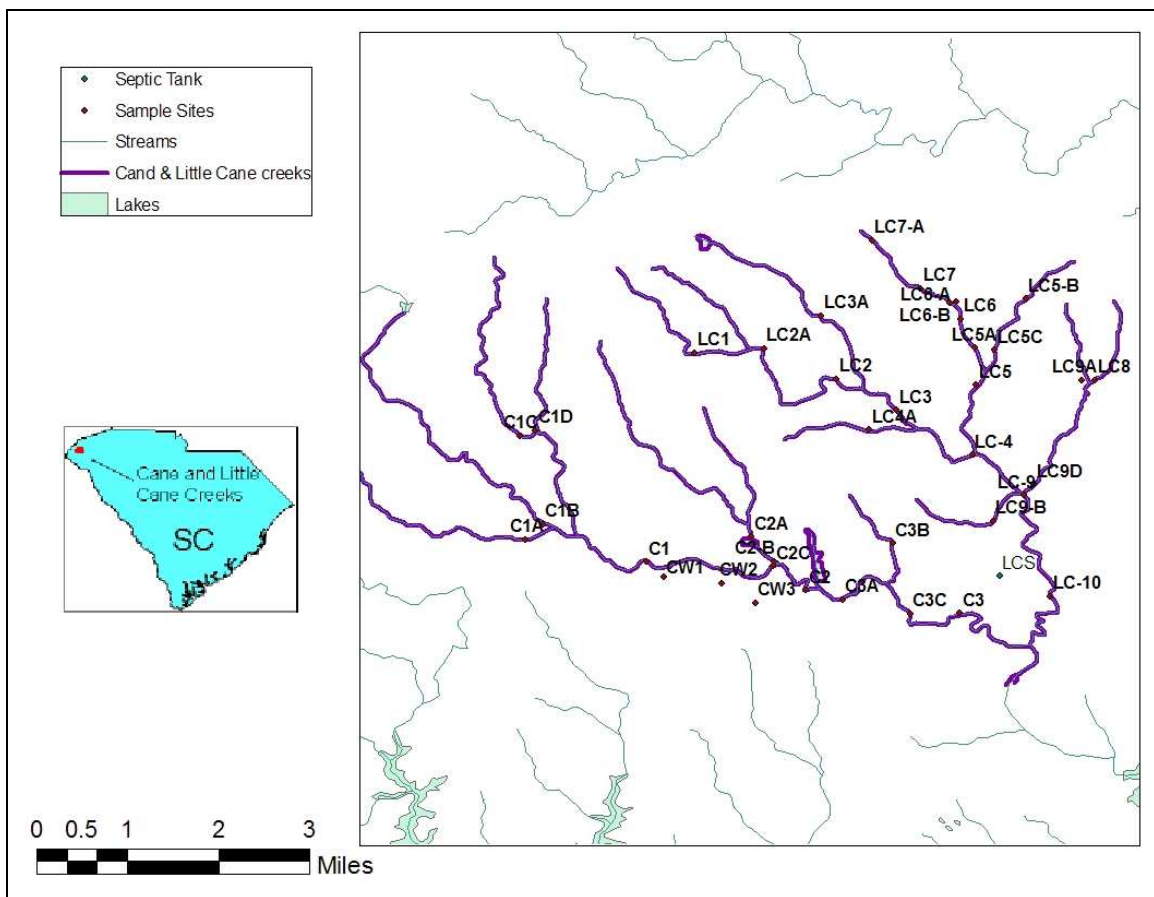 Septic Tank
Sample Sites
Streams
Cand & Little Cane creeks
Lakes
LC7-A
LC7
LC6-A
LC6
LC6-B
LC5-B
LC3A
LC5A
LC5C
LC1
LC2A
LC2
LC5
LC9A
LC8
LC3
LC4A
C1C
C1D
LC-4
LC-9
LC9D
LC9-B
C1A
C1B
C2A
C3B
C1
CW1
C2-B
C2C
CW2
C2
CW3
C3A
LCS
LC-10
C3C
C3
Cane and Little
Cane Creeks
SC
0 0.5 1 2 3
Miles